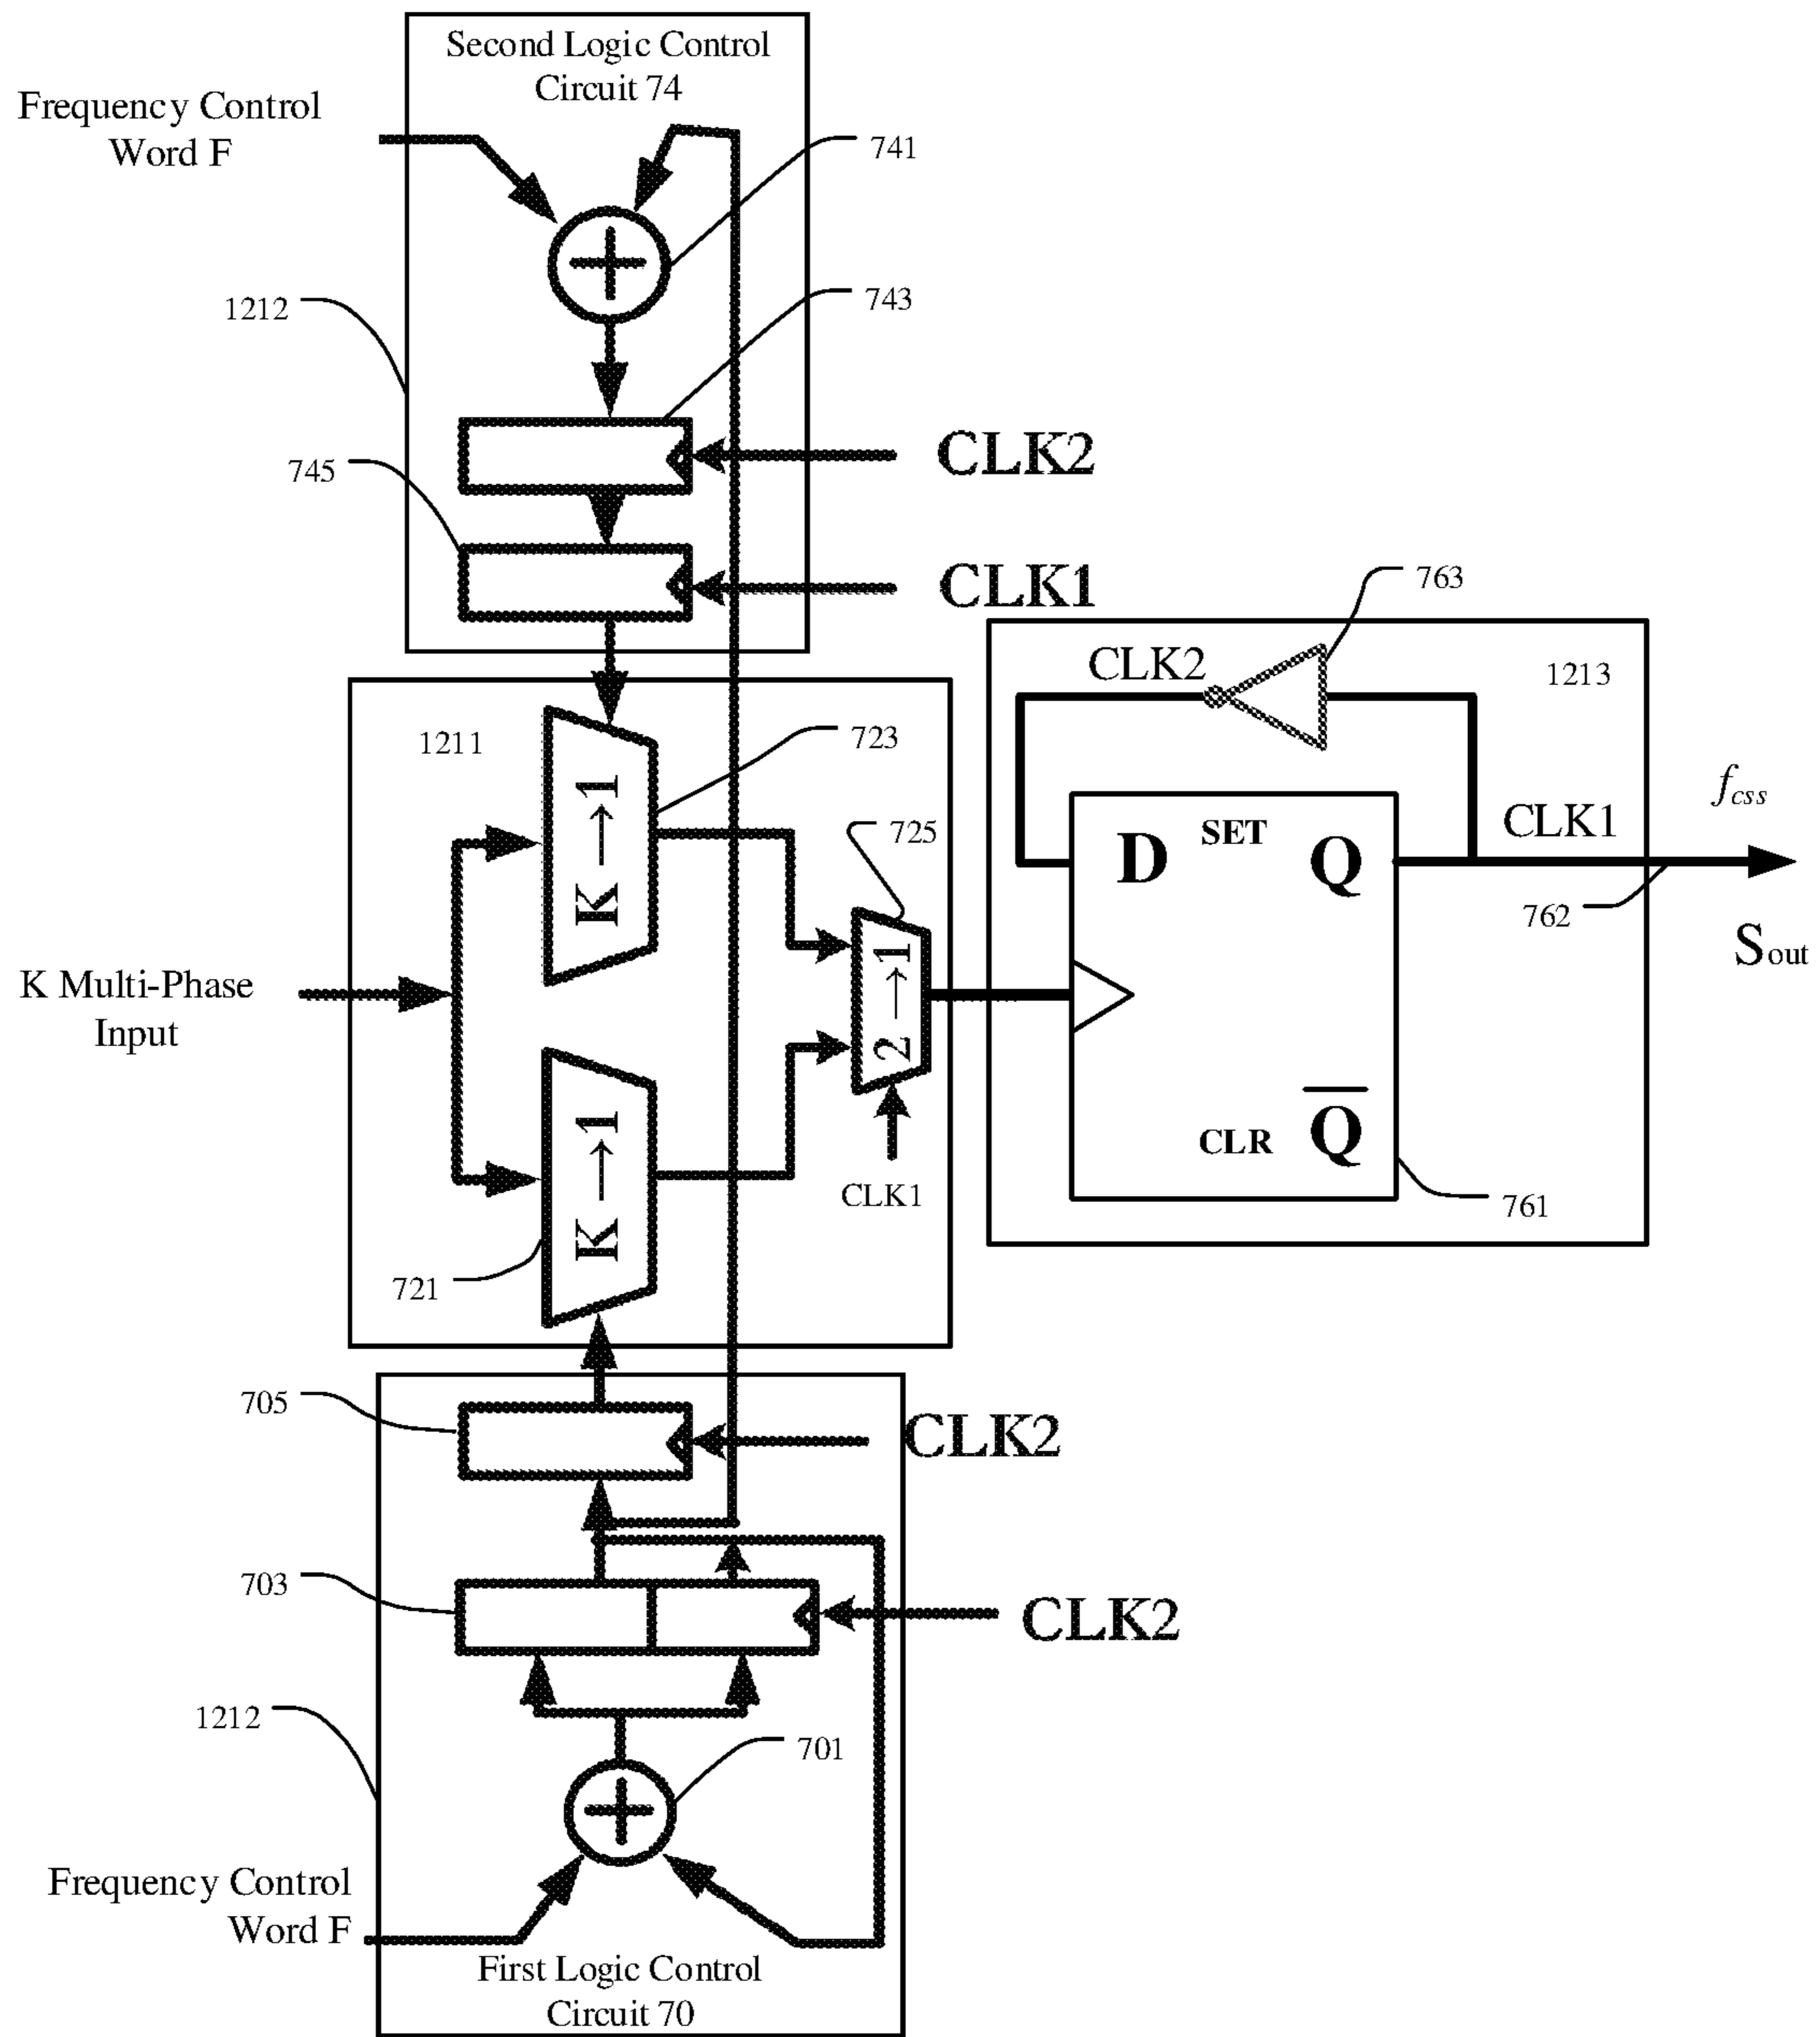 Second Logic Control
Circuit 74
Frequency Control
Word F
741
743
1212
CLK2
745
CLK1
763
CLK2
1213
1211
723
K→1
725
f_css
CLK1
D
SET
Q
762
S_out
2→1
K Multi-Phase
Input
K→1
CLK1
CLR
Q̅
761
721
705
CLK2
703
CLK2
1212
701
Frequency Control
Word F
First Logic Control
Circuit 70